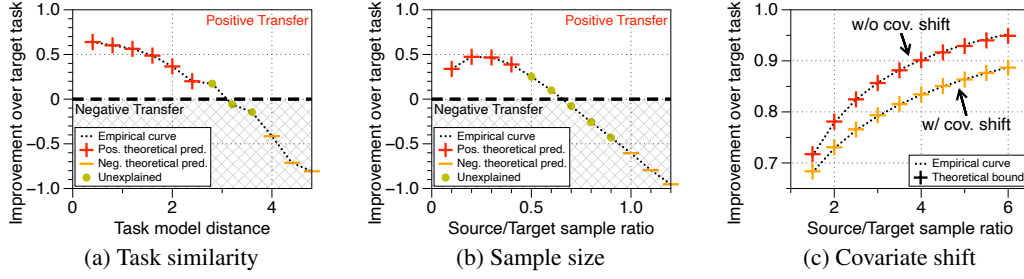 Improvement over target task
1.0
0.5
0
−0.5
−1.0
Positive Transfer
Negative Transfer
Empirical curve
Pos. theoretical pred.
Neg. theoretical pred.
Unexplained
0
2
4
Task model distance
(a) Task similarity
Improvement over target task
1.0
0.5
0
−0.5
−1.0
Positive Transfer
Negative Transfer
Empirical curve
Pos. theoretical pred.
Neg. theoretical pred.
Unexplained
0
0.5
1.0
Source/Target sample ratio
(b) Sample size
Improvement over target task
1.0
0.9
0.8
0.7
w/o cov. shift
w/ cov. shift
Empirical curve
Theoretical bound
2
4
6
Source/Target sample ratio
(c) Covariate shift